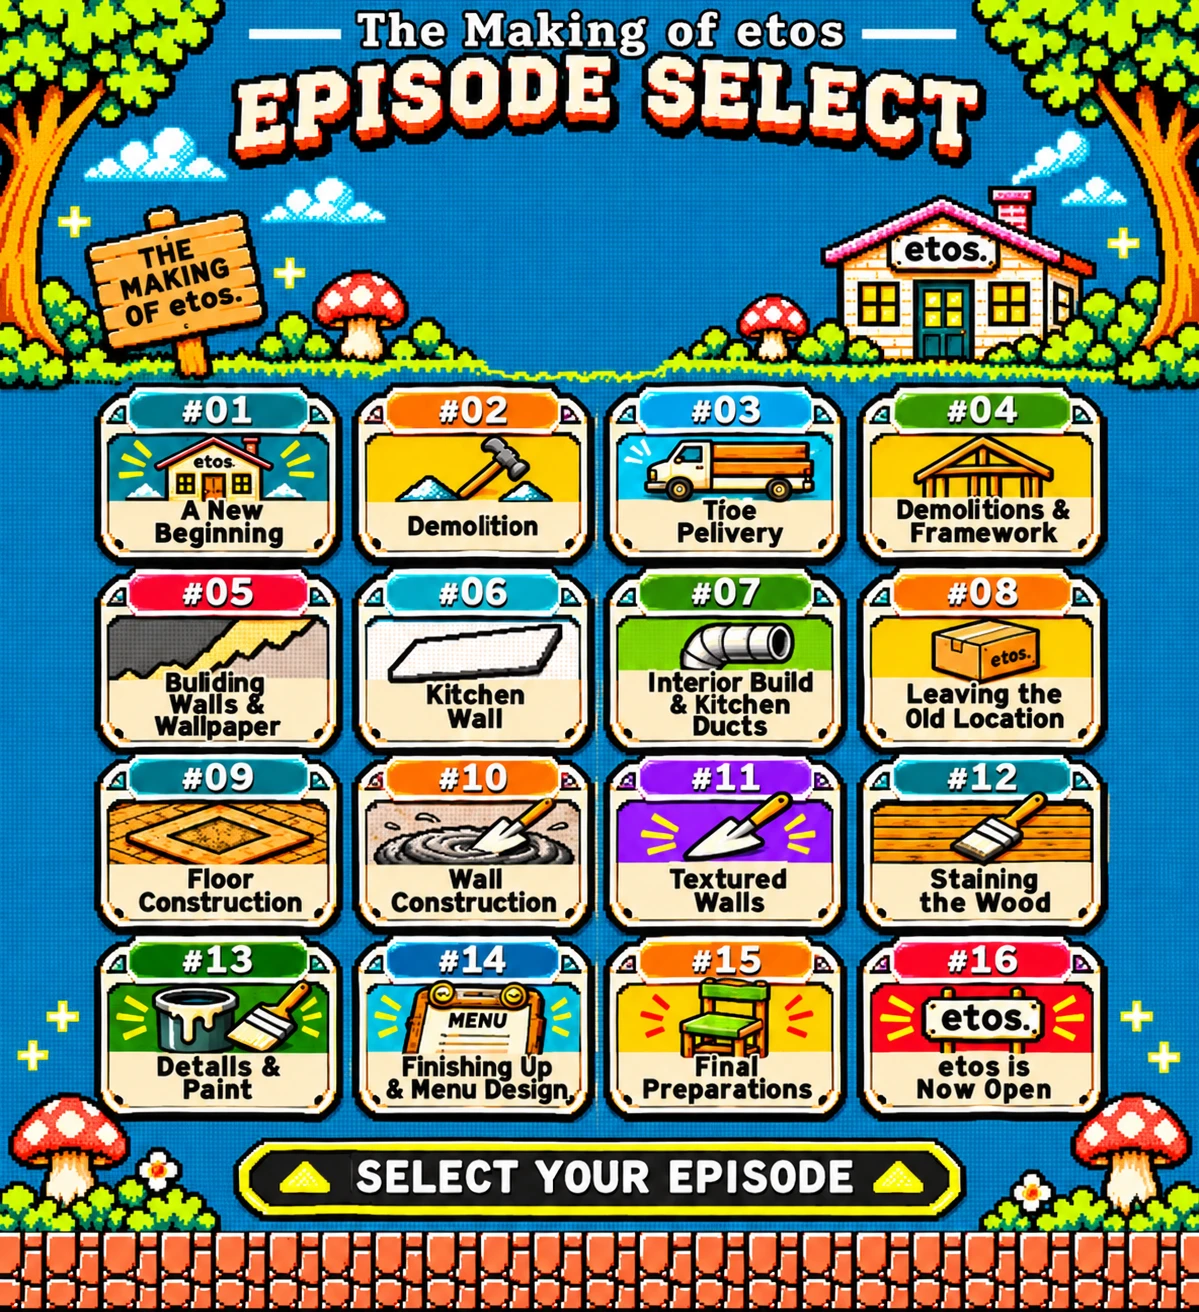 The Making of etos
EPISODE SELECT
THE
MAKING
OF etos.
etos.
#01
etos.
A New
Beginning
#02
Demolition
#03
Tíoe
Pelivery
#04
Demolitions &
Framework
#05
Buliding
Walls &
Wallpaper
#06
Kitchen
Wall
#07
Interior Build
& Kitchen
Ducts
#08
etos.
Leaving the
Old Location
#09
Floor
Construction
#10
Wall
Construction
#11
Textured
Walls
#12
Staining
the Wood
#13
Detalls &
Paint
#14
MENU
Finishing Up
& Menu Design,
#15
Final
Preparations
#16
etos.
etos is
Now Open
SELECT YOUR EPISODE